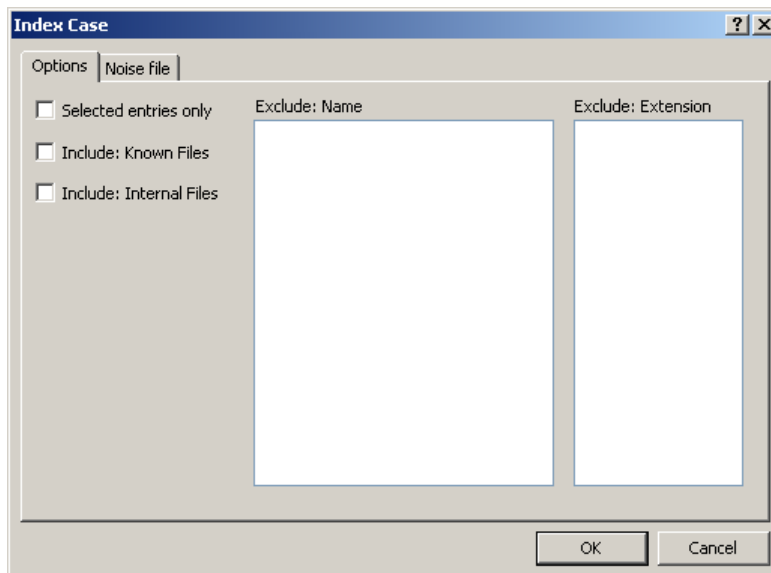 Index Case
Options
Noise file
Selected entries only
Include: Known Files
Include: Internal Files
Exclude: Name
Exclude: Extension
OK
Cancel